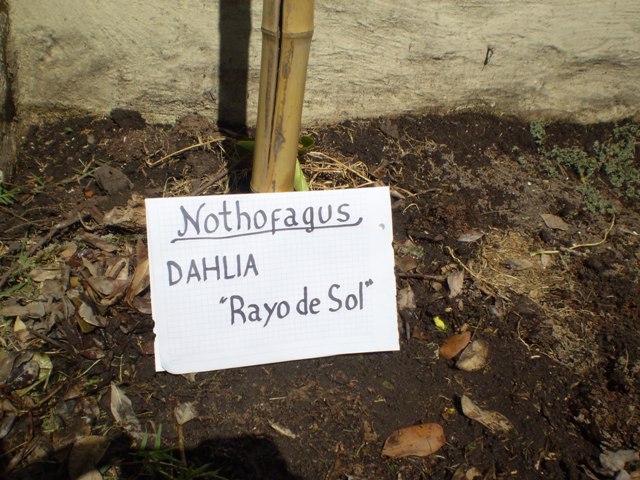 Nothofagus
DAHLIA
"Rayo de Sol"